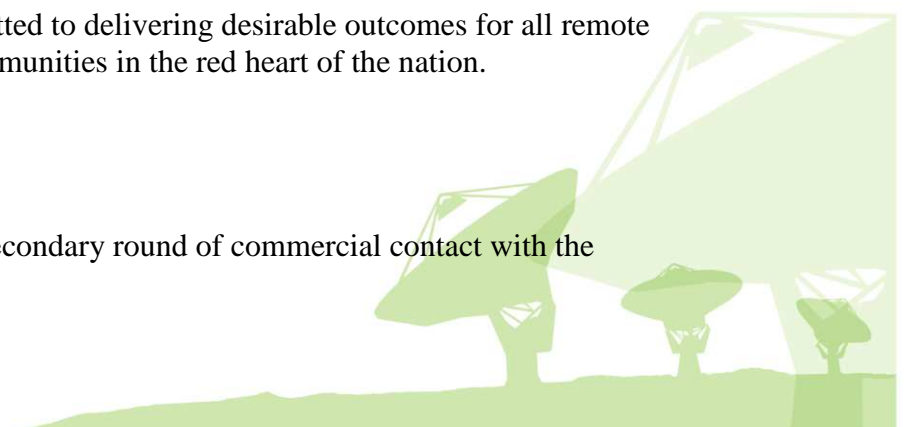 tted to delivering desirable outcomes for all remote
munities in the red heart of the nation.
econdary round of commercial contact with the